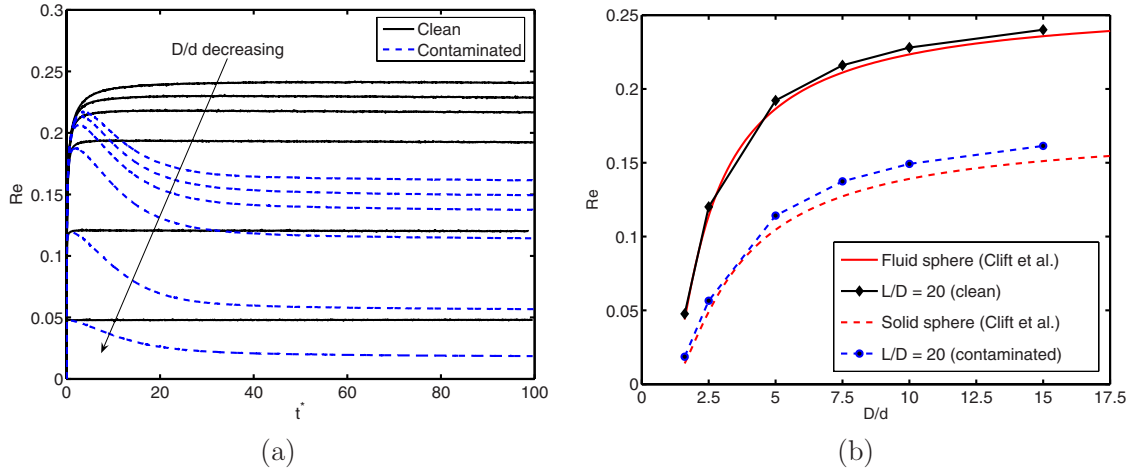 0.3
0.25
0.2
0.15
0.1
0.05
0
Re
0 20 40 60 80 100
t*
D/d decreasing
Clean
Contaminated
(a)
0.25
0.2
0.15
0.1
0.05
0
Re
0 2.5 5 7.5 10 12.5 15 17.5
D/d
Fluid sphere (Clift et al.)
L/D = 20 (clean)
Solid sphere (Clift et al.)
L/D = 20 (contaminated)
(b)